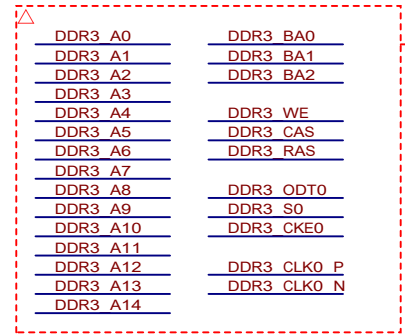 DDR3_A0
DDR3_A1
DDR3_A2
DDR3_A3
DDR3_A4
DDR3_A5
DDR3_A6
DDR3_A7
DDR3_A8
DDR3_A9
DDR3_A10
DDR3_A11
DDR3_A12
DDR3_A13
DDR3_A14
DDR3_BA0
DDR3_BA1
DDR3_BA2
DDR3_WE
DDR3_CAS
DDR3_RAS
DDR3_ODT0
DDR3_S0
DDR3_CKE0
DDR3_CLK0_P
DDR3_CLK0_N